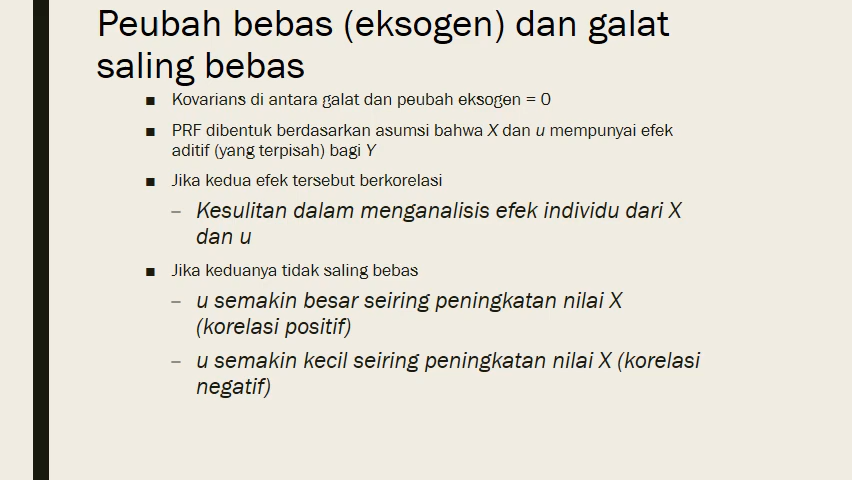 Peubah bebas (eksogen) dan galat
saling bebas
■ Kovarians di antara galat dan peubah eksogen = 0
■ PRF dibentuk berdasarkan asumsi bahwa X dan u mempunyai efek
aditif (yang terpisah) bagi Y
■ Jika kedua efek tersebut berkorelasi
– Kesulitan dalam menganalisis efek individu dari X
dan u
■ Jika keduanya tidak saling bebas
– u semakin besar seiring peningkatan nilai X
(korelasi positif)
– u semakin kecil seiring peningkatan nilai X (korelasi
negatif)